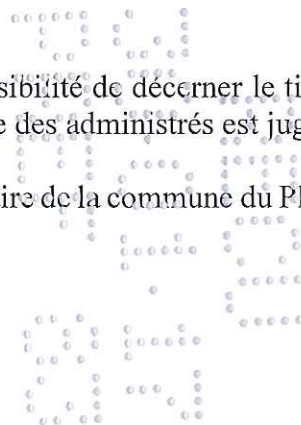 sibilité de décerner le ti
e des administrés est jug
ire de la commune du Pl